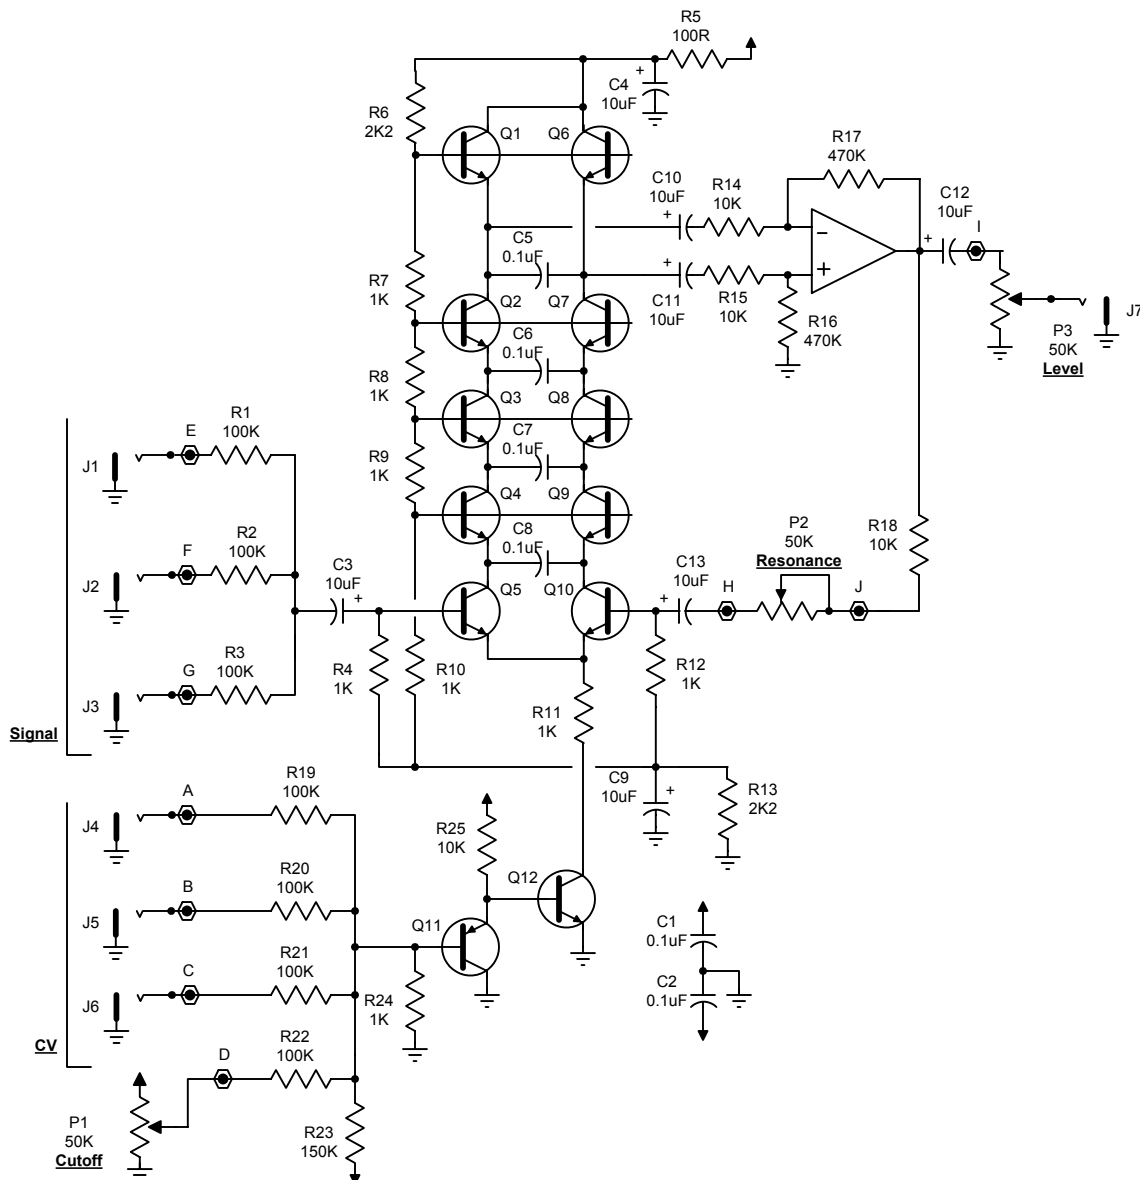 R5
100R
C4
10uF
+
R6
2K2
Q1
Q6
R17
470K
C10
10uF
+
R14
10K
C12
10uF
+
I
−
+
C5
0.1uF
R7
1K
Q2
Q7
+
C11
10uF
R15
10K
R16
470K
P3
50K
Level
J7
C6
0.1uF
R8
1K
Q3
Q8
R1
100K
E
J1
C7
0.1uF
R9
1K
Q4
Q9
R2
100K
F
J2
C8
0.1uF
C3
10uF
+
Q5
Q10
C13
10uF
+
H
P2
50K
Resonance
J
R18
10K
R3
100K
G
J3
Signal
R4
1K
R10
1K
R12
1K
R11
1K
C9
10uF
+
R13
2K2
R19
100K
A
J4
R25
10K
Q12
R20
100K
B
J5
Q11
C1
0.1uF
C2
0.1uF
R21
100K
C
J6
CV
R24
1K
R22
100K
D
P1
50K
Cutoff
R23
150K